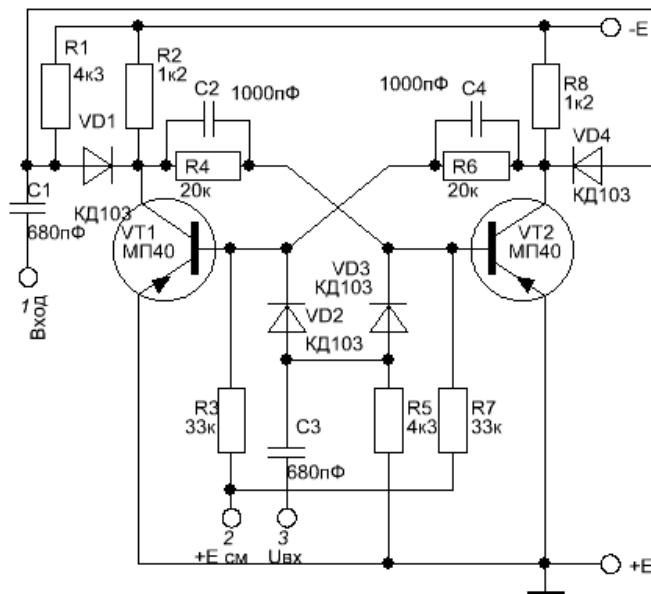 -E
R1
4к3
R2
1к2
C2
1000пФ
1000пФ
C4
R8
1к2
VD1
VD4
R4
20к
R6
20к
C1
680пФ
КД103
КД103
VT1
МП40
VT2
МП40
1
Вход
VD3
КД103
VD2
КД103
R3
33к
C3
680пФ
R5
4к3
R7
33к
2
+Е см
3
Uвх
+E